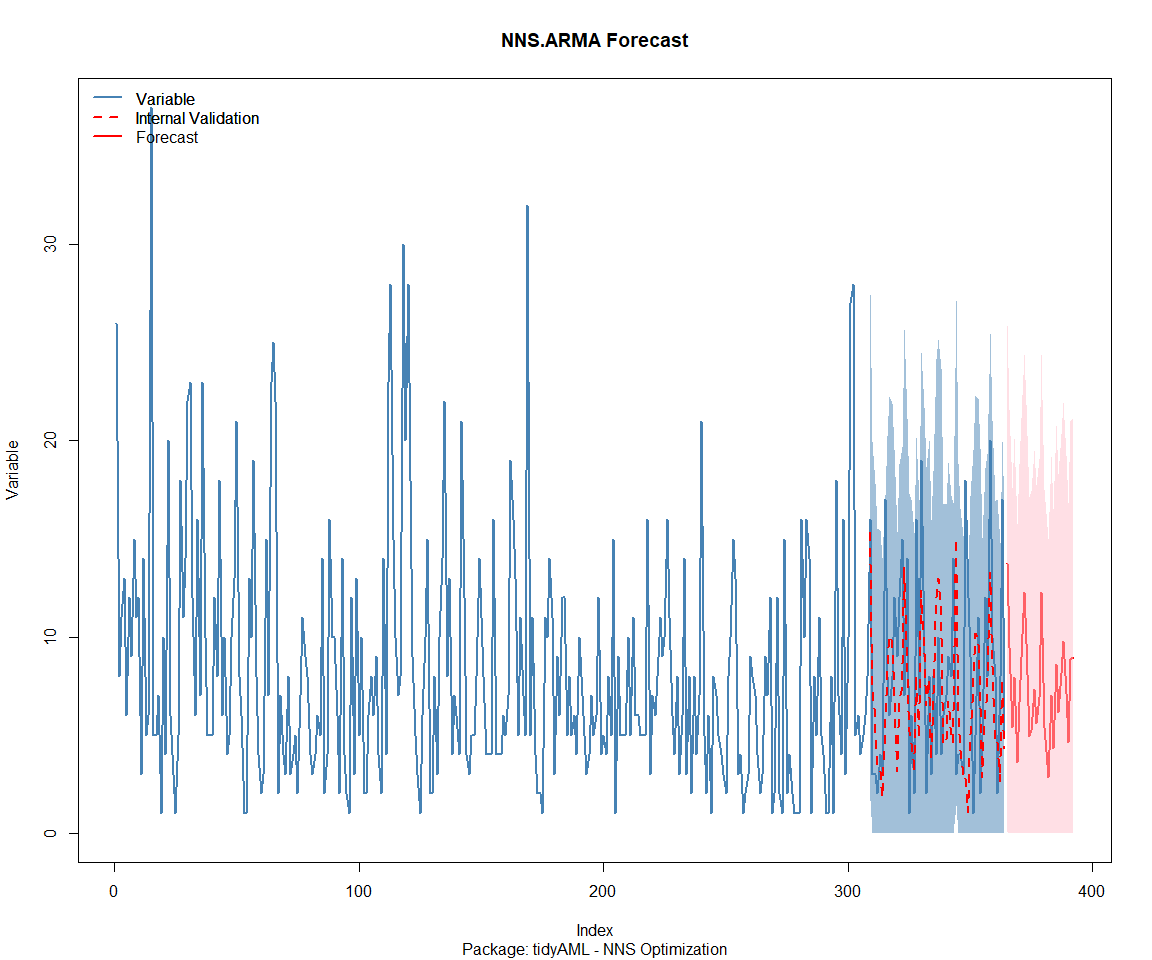 NNS.ARMA Forecast
Variable
Internal Validation
Forecast
Variable
30
20
10
0
0 100 200 300 400
Index
Package: tidyAML - NNS Optimization